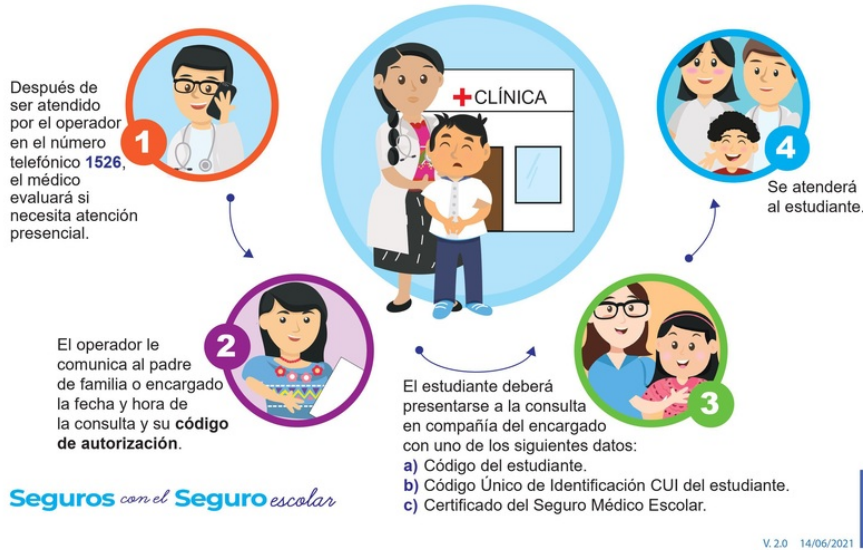 Después de
ser atendido
por el operador
en el número
telefónico 1526,
el médico
evaluará si
necesita atención
presencial.
1
El operador le
comunica al padre
de familia o encargado
la fecha y hora de
la consulta y su código
de autorización.
2
+CLÍNICA
El estudiante deberá
presentarse a la consulta
en compañía del encargado
con uno de los siguientes datos:
a) Código del estudiante.
b) Código Único de Identificación CUI del estudiante.
c) Certificado del Seguro Médico Escolar.
3
4
Se atenderá
al estudiante.
Seguros con el Seguro escolar
V. 2.0 14/06/2021